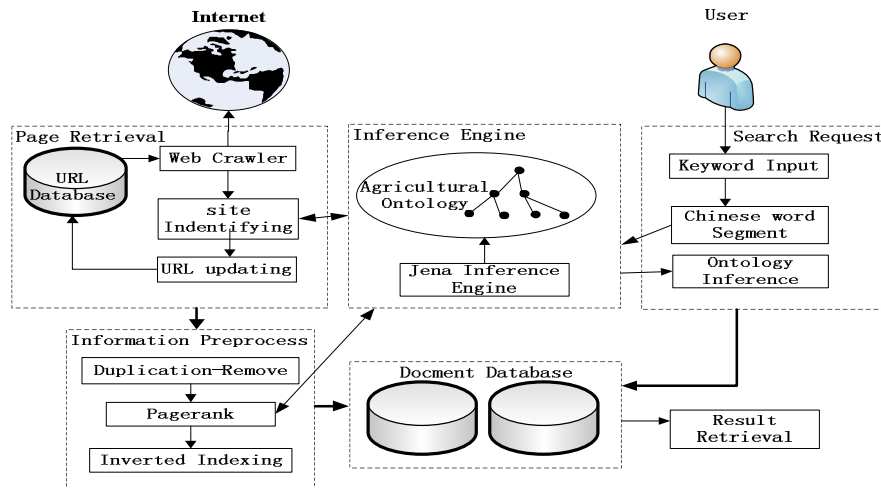 Internet
User
Page Retrieval
URL
Database
Web Crawler
site
Indentifying
URL updating
Inference Engine
Agricultural
Ontology
Jena Inference
Engine
Search Request
Keyword Input
Chinese word
Segment
Ontology
Inference
Information Preprocess
Duplication-Remove
Pagerank
Inverted Indexing
Docment Database
Result
Retrieval